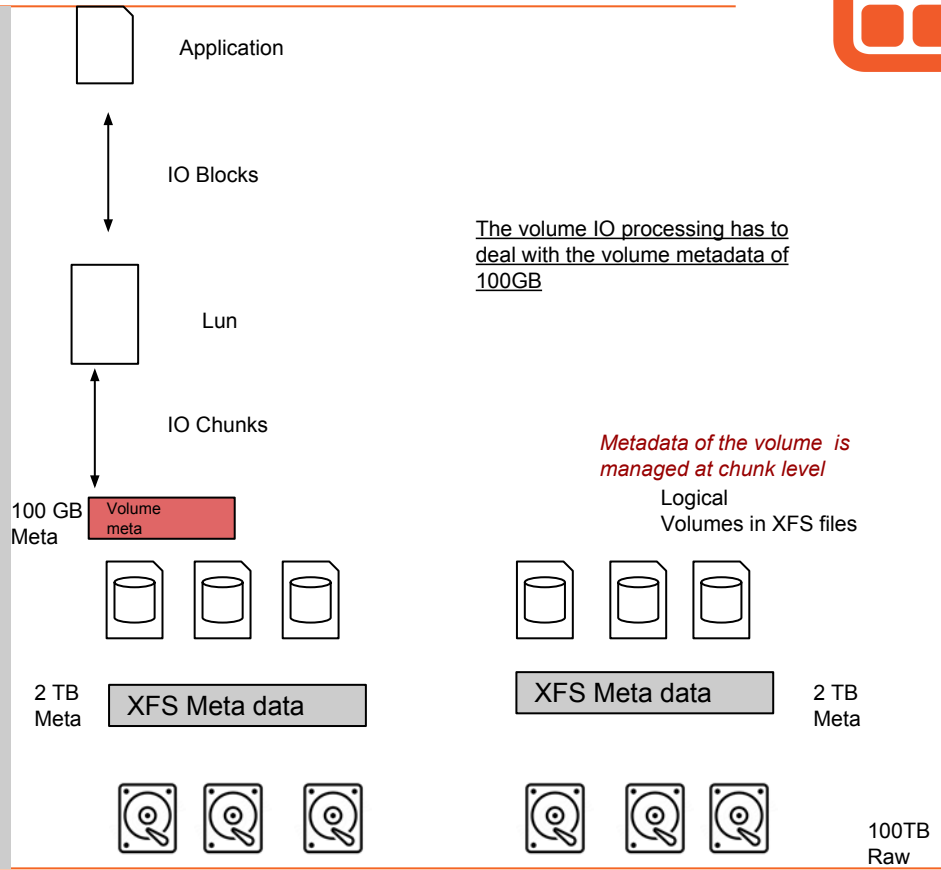 Application
IO Blocks
The volume IO processing has to
deal with the volume metadata of
100GB
Lun
IO Chunks
Metadata of the volume is
managed at chunk level
Logical
Volumes in XFS files
100 GB
Meta
Volume
meta
2 TB
Meta
XFS Meta data
XFS Meta data
2 TB
Meta
100TB
Raw